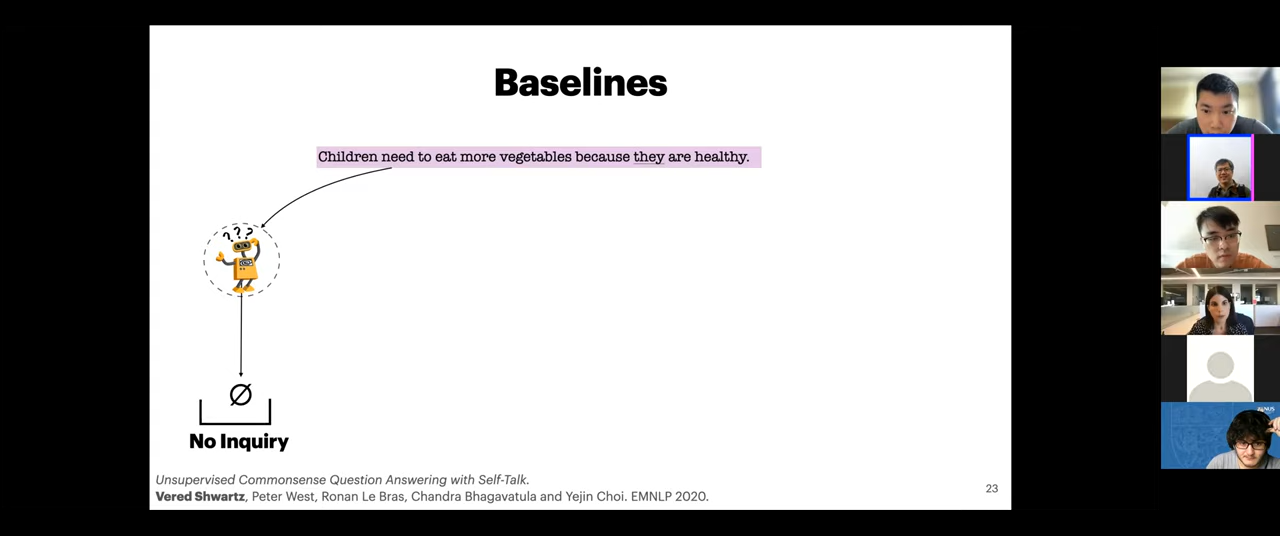 Baselines
Children need to eat more vegetables because they are healthy.
? ? ?
Ø
No Inquiry
Unsupervised Commonsense Question Answering with Self-Talk.
Vered Shwartz, Peter West, Ronan Le Bras, Chandra Bhagavatula and Yejin Choi. EMNLP 2020.
23
NUS